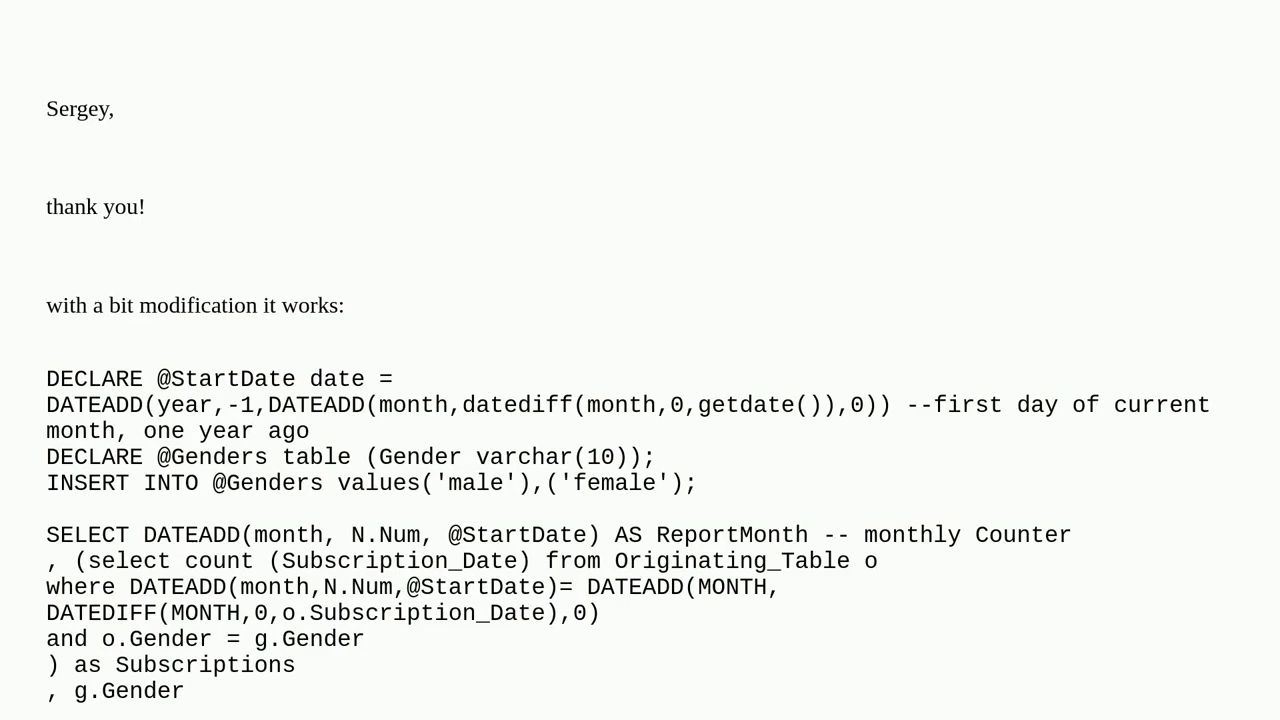 Sergey,
thank you!
with a bit modification it works:
DECLARE @StartDate date =
DATEADD(year,-1,DATEADD(month,datediff(month,0,getdate()),0)) --first day of current
month, one year ago
DECLARE @Genders table (Gender varchar(10));
INSERT INTO @Genders values('male'),('female');
SELECT DATEADD(month, N.Num, @StartDate) AS ReportMonth -- monthly Counter
, (select count (Subscription_Date) from Originating_Table o
where DATEADD(month,N.Num,@StartDate)= DATEADD(MONTH,
DATEDIFF(MONTH,0,o.Subscription_Date),0)
and o.Gender = g.Gender
) as Subscriptions
, g.Gender